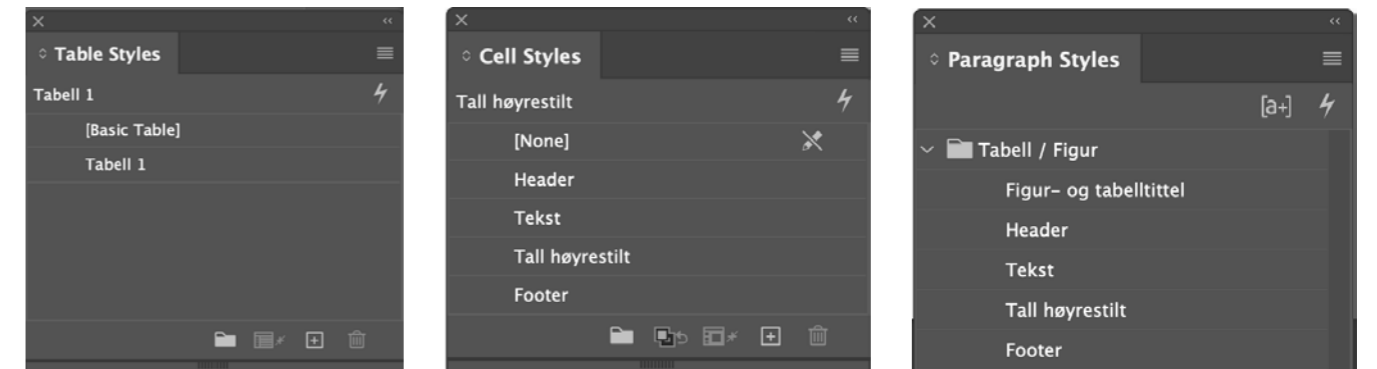 Table Styles
Tabell 1
[Basic Table]
Tabell 1
Cell Styles
Tall høyrestilt
[None]
Header
Tekst
Tall høyrestilt
Footer
Paragraph Styles
[a+]
Tabell / Figur
Figur- og tabelltittel
Header
Tekst
Tall høyrestilt
Footer